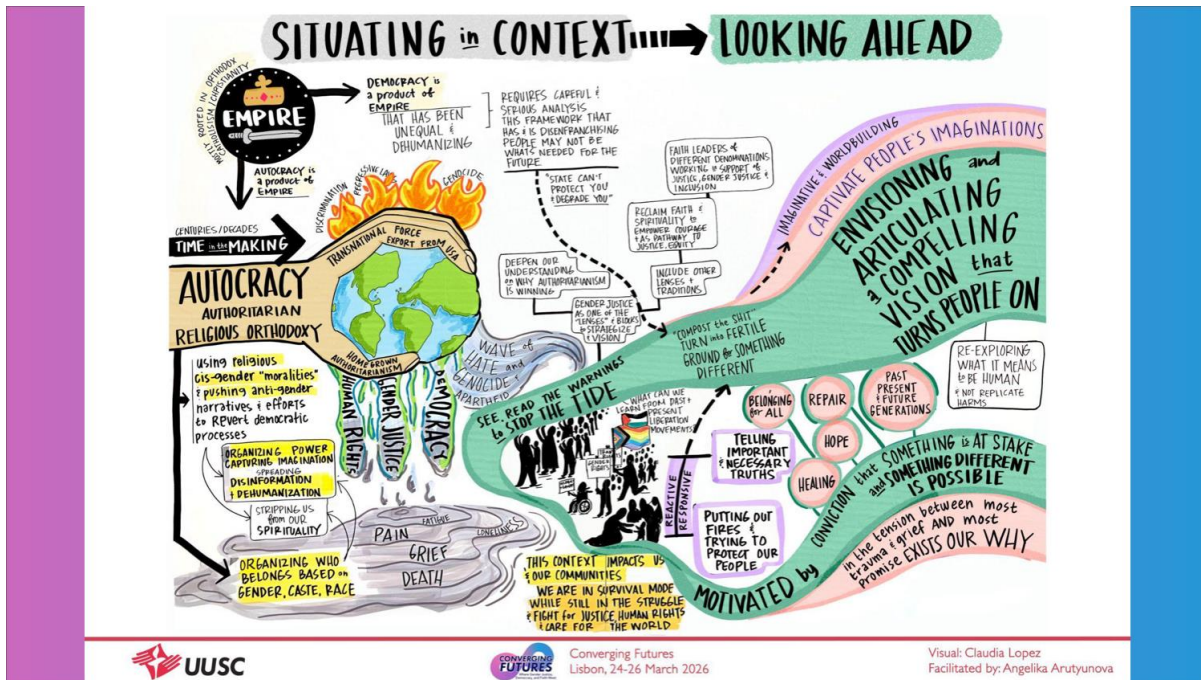 SITUATING in CONTEXT
LOOKING AHEAD
MOSTLY ROOTED IN ORTHODOX
CATHOLICISM/CHRISTIANITY
EMPIRE
DEMOCRACY is
a product of
EMPIRE
THAT HAS BEEN
UNEQUAL &
DEHUMANIZING
REQUIRES CAREFUL &
SERIOUS ANALYSIS
THIS FRAMEWORK THAT
HAS & IS DISENFRANCHISING
PEOPLE MAY NOT BE
WHATS NEEDED FOR THE
FUTURE
"STATE CAN'T
PROTECT YOU
& DEGRADE YOU"
AUTOCRACY is
a product of
EMPIRE
CENTURIES/DECADES
TIME in the MAKING
AUTOCRACY
AUTHORITARIAN
RELIGIOUS ORTHODOXY
DISCRIMINATION
REGRESSIVE LAWS
GENOCIDE
TRANSNATIONAL FORCE
EXPORT FROM USA
HOMEGROWN
AUTHORITARIANISM
HUMAN RIGHTS
GENDER JUSTICE
DEMOCRACY
WAVE of
HATE and
GENOCIDE &
APARTHEID
using religious
cis-gender "moralities"
& pushing anti-gender
narratives & efforts
to REVERT democratic
processes
ORGANIZING POWER
CAPTURING IMAGINATION
SPREADING
DISINFORMATION
+ DEHUMANIZATION
STRIPPING US
from OUR
SPIRITUALITY
ORGANIZING WHO
BELONGS BASED on
GENDER, CASTE, RACE
PAIN
FATIGUE
LONELINESS
GRIEF
DEATH
FAITH LEADERS of
DIFFERENT DENOMINATIONS
WORKING in SUPPORT OF
JUSTICE, GENDER JUSTICE &
INCLUSION
RECLAIM FAITH &
SPIRITUALITY to
EMPOWER COURAGE
+ AS PATHWAY TO
JUSTICE, EQUITY
INCLUDE OTHER
LENSES +
TRADITIONS
DEEPEN OUR
UNDERSTANDING
on WHY AUTHORITARIANISM
IS WINNING
GENDER JUSTICE
AS ONE OF THE
"LENSES" & BLOCKS
to STRATEGIZE &
VISION
SEE, READ THE WARNINGS
to STOP THE TIDE
"COMPOST the SHIT"
TURN into FERTILE
GROUND for SOMETHING
DIFFERENT
WHAT CAN WE
LEARN FROM PAST &
PRESENT
LIBERATION
MOVEMENTS
REACTIVE
RESPONSIVE
TELLING
IMPORTANT
& NECESSARY
TRUTHS
PUTTING OUT
FIRES &
TRYING TO
PROTECT OUR
PEOPLE
THIS CONTEXT IMPACTS US
& OUR COMMUNITIES
WE ARE IN SURVIVAL MODE
WHILE STILL IN THE STRUGGLE
& FIGHT for JUSTICE, HUMAN RIGHTS
& CARE FOR THE WORLD
IMAGINATIVE & WORLDBUILDING
CAPTIVATE PEOPLE'S IMAGINATIONS
ENVISIONING and
ARTICULATING
a COMPELLING
VISION that
TURNS PEOPLE ON
RE-EXPLORING
WHAT IT MEANS
to BE HUMAN
& NOT REPLICATE
HARMS
BELONGING
for ALL
REPAIR
PAST
PRESENT
& FUTURE
GENERATIONS
HOPE
HEALING
MOTIVATED by
CONVICTION that SOMETHING is AT STAKE
and SOMETHING DIFFERENT
IS POSSIBLE
in the tension between most
trauma & grief AND most
promise EXISTS OUR WHY
UUSC
CONVERGING
FUTURES
Converging Futures
Lisbon, 24-26 March 2026
Visual: Claudia Lopez
Facilitated by: Angelika Arutyunova